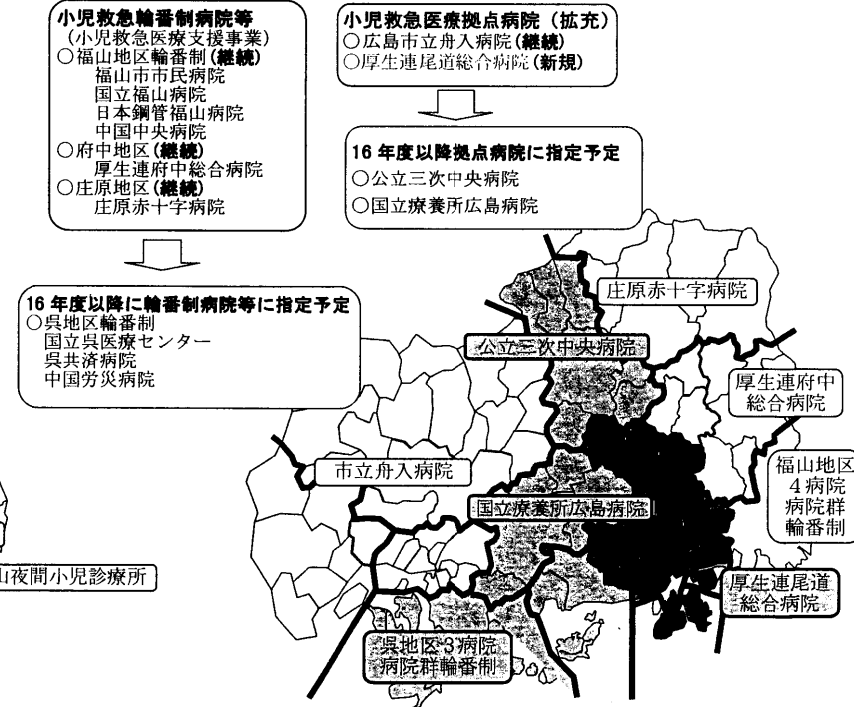 小児救急輪番制病院等
(小児救急医療支援事業)
○福山地区輪番制(継続)
福山市市民病院
国立福山病院
日本鋼管福山病院
中国中央病院
○府中地区(継続)
厚生連府中総合病院
○庄原地区(継続)
庄原赤十字病院
16年度以降に輪番制病院等に指定予定
○呉地区輪番制
国立呉医療センター
呉共済病院
中国労災病院
小児救急医療拠点病院(拡充)
○広島市立舟入病院(継続)
○厚生連尾道総合病院(新規)
16年度以降拠点病院に指定予定
○公立三次中央病院
○国立療養所広島病院
庄原赤十字病院
公立三次中央病院
厚生連府中
総合病院
市立舟入病院
福山地区
4病院
病院群
輪番制
国立療養所広島病院
山夜間小児診療所
厚生連尾道
総合病院
呉地区3病院
病院群輪番制